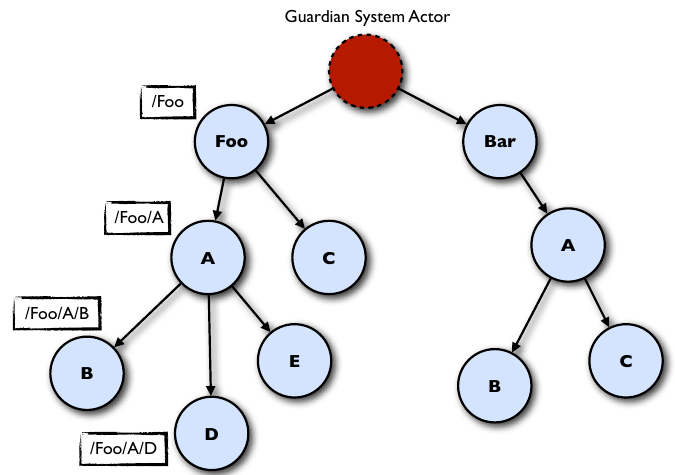 Guardian System Actor
/Foo
Foo
Bar
/Foo/A
A
C
A
/Foo/A/B
B
E
B
C
D
/Foo/A/D